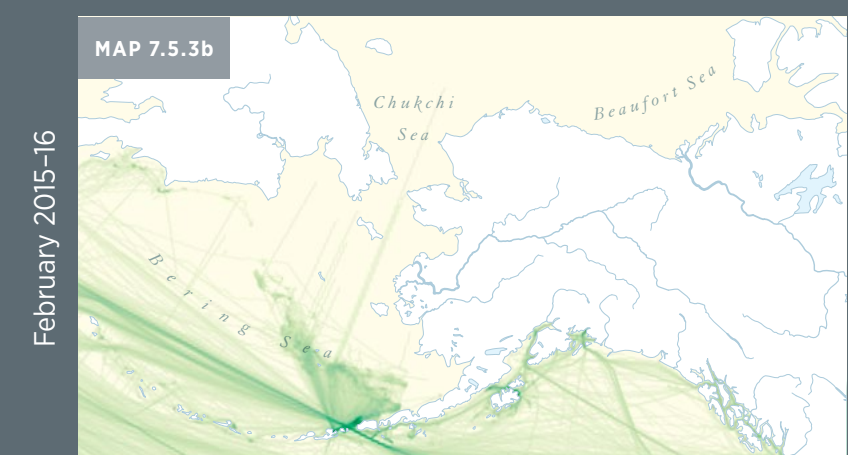 MAP 7.5.3b
February 2015–16
Chukchi
Sea
Beaufort Sea
Bering Sea